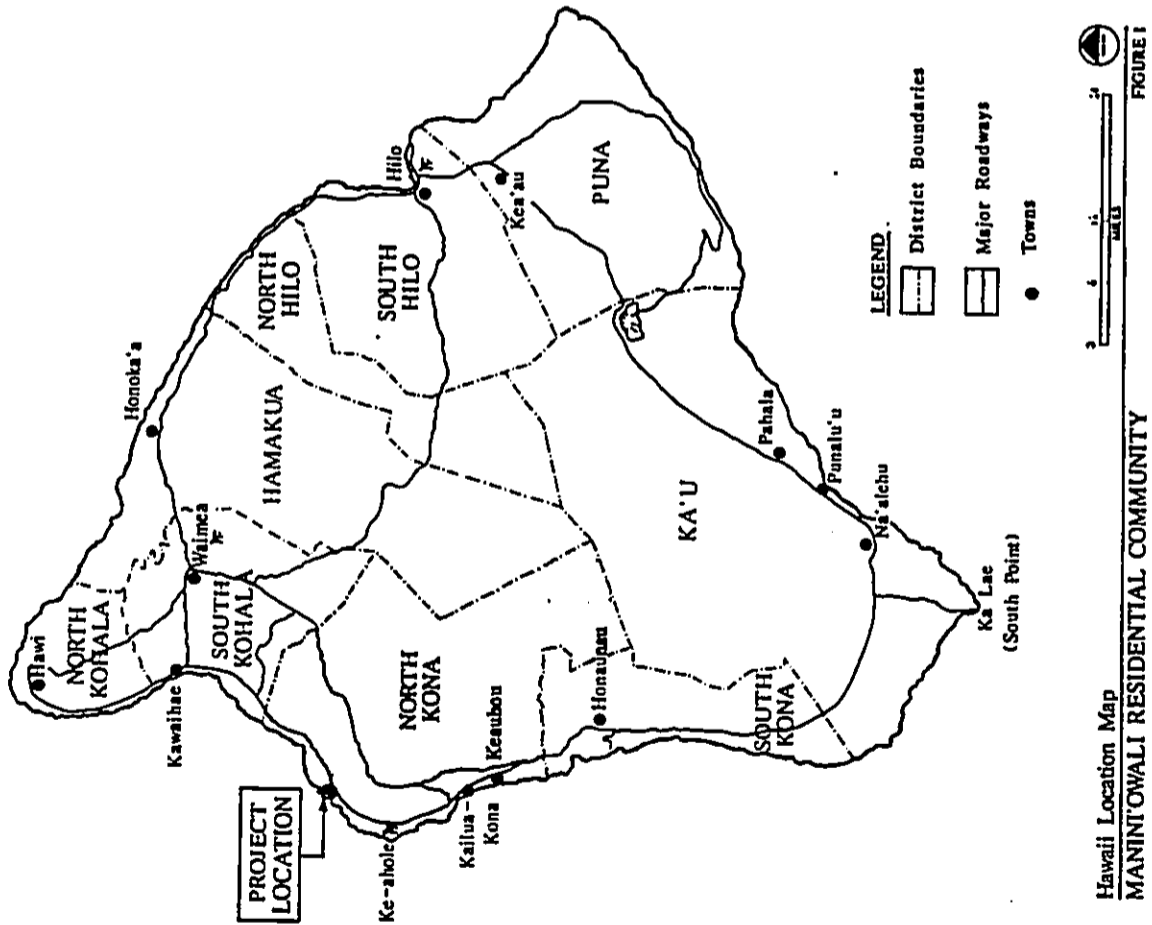 Hawi
NORTH
KOHALA
Kawaihae
Waimea
SOUTH
KOHALA
Honoka'a
HAMAKUA
NORTH
HILO
SOUTH
HILO
Hilo
Kea'au
PUNA
PROJECT
LOCATION
Ke-ahole
Kailua-
Kona
Keauhou
NORTH
KONA
Honaunau
SOUTH
KONA
KA'U
Pahala
Punalu'u
Na'alehu
Ka Lae
(South Point)
LEGEND
District Boundaries
Major Roadways
Towns
6
MILES
Hawaii Location Map
MANINI'OWALI RESIDENTIAL COMMUNITY
FIGURE 1